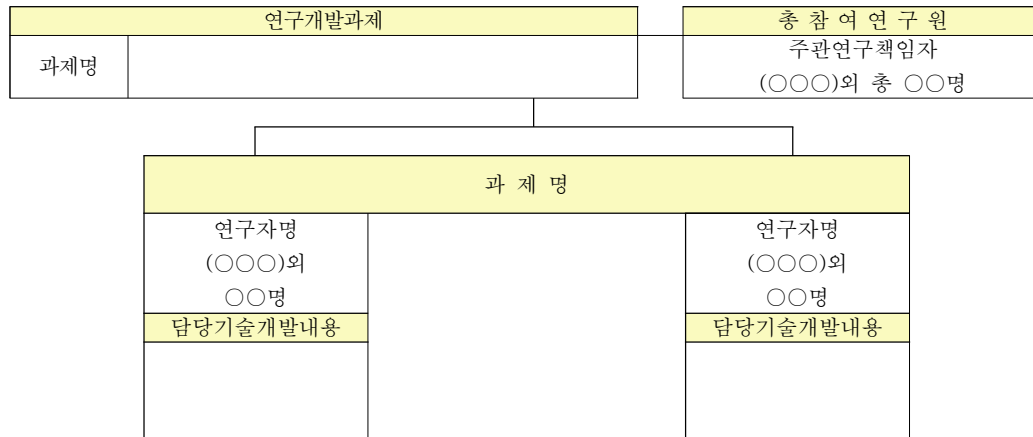 연구개발과제
총 참 여 연 구 원
과제명
주관연구책임자
(○○○)외 총 ○○명
과 제 명
연구자명
(○○○)외
○○명
담당기술개발내용
연구자명
(○○○)외
○○명
담당기술개발내용